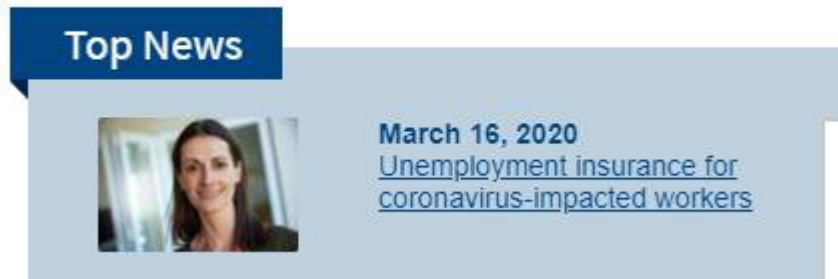 Top News
March 16, 2020
Unemployment insurance for
coronavirus-impacted workers